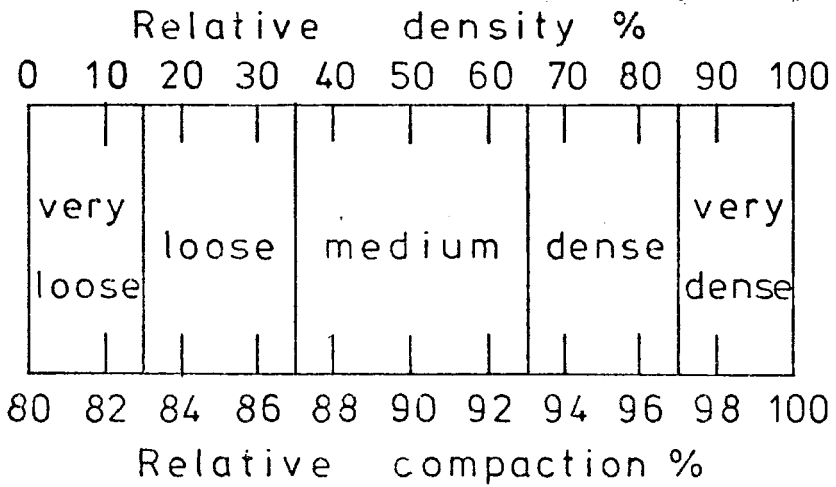 Relative density %
0 10 20 30 40 50 60 70 80 90 100
very very
loose medium dense
loose dense
80 82 84 86 88 90 92 94 96 98 100
Relative compaction %